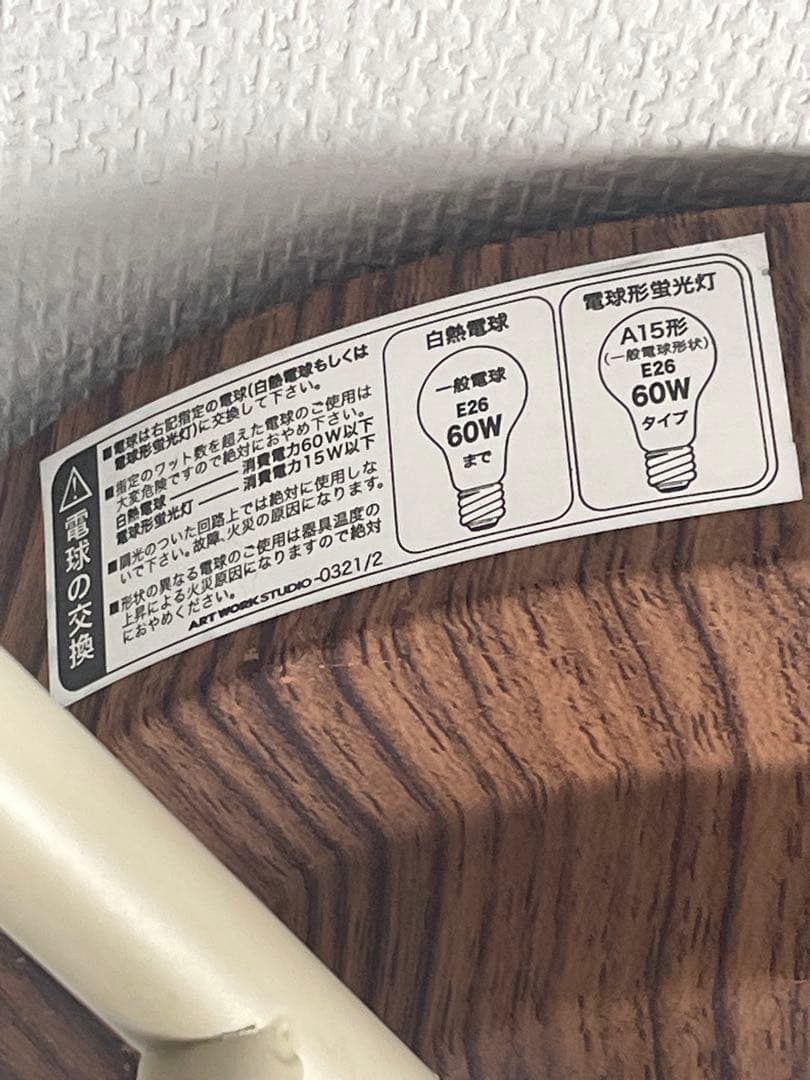 ⚠電球の交換
■電球は右記指定の電球(白熱電球もしくは
電球形蛍光灯)に交換して下さい。
■指定のワット数を超えた電球のご使用は
大変危険ですので絶対におやめ下さい。
白熱電球 ―― 消費電力60W以下
電球形蛍光灯 ―― 消費電力15W以下
■調光のついた回路上では絶対に使用しな
いで下さい。故障、火災の原因になります。
■形状の異なる電球のご使用は器具温度の
上昇による火災原因になりますので絶対
におやめください。
ART WORK STUDIO-0321/2
白熱電球
一般電球
E26
60W
まで
電球形蛍光灯
A15形
(一般電球形状)
E26
60W
タイプ